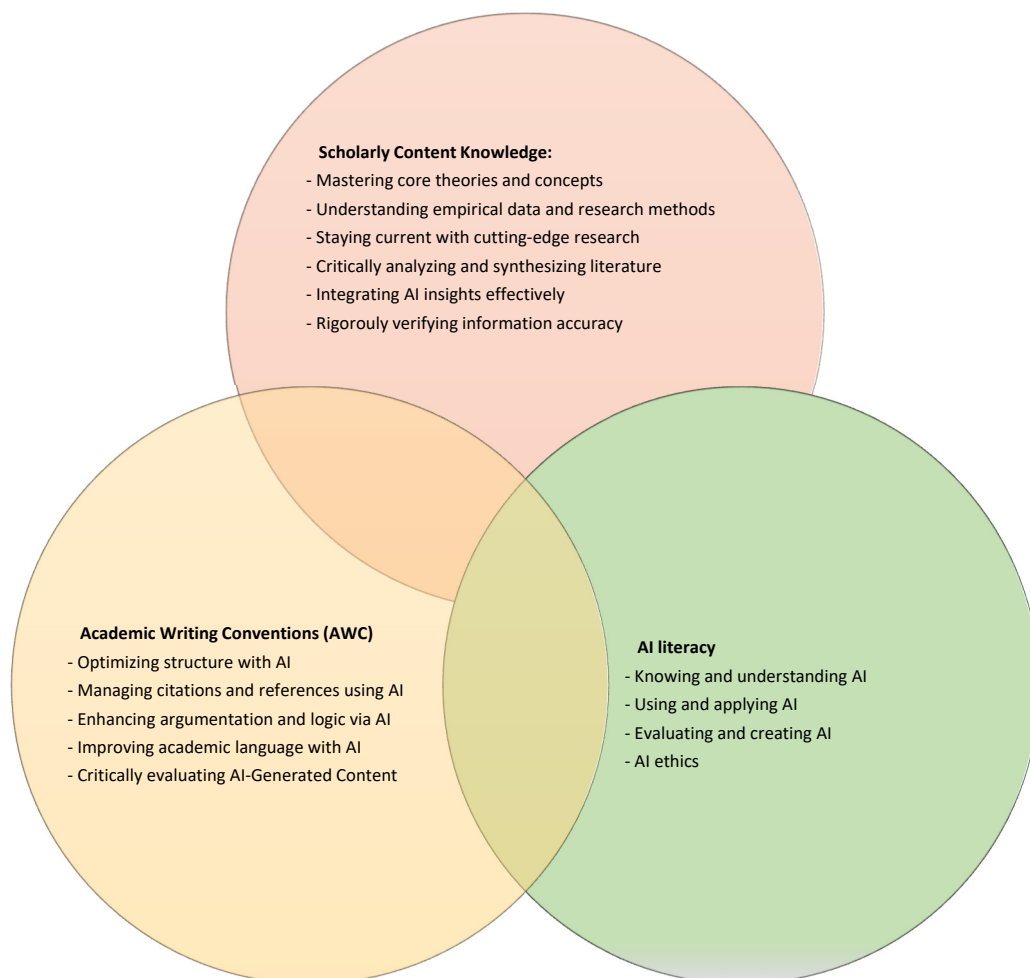 Scholarly Content Knowledge:
- Mastering core theories and concepts
- Understanding empirical data and research methods
- Staying current with cutting-edge research
- Critically analyzing and synthesizing literature
- Integrating AI insights effectively
- Rigorouly verifying information accuracy
Academic Writing Conventions (AWC)
- Optimizing structure with AI
- Managing citations and references using AI
- Enhancing argumentation and logic via AI
- Improving academic language with AI
- Critically evaluating AI-Generated Content
AI literacy
- Knowing and understanding AI
- Using and applying AI
- Evaluating and creating AI
- AI ethics